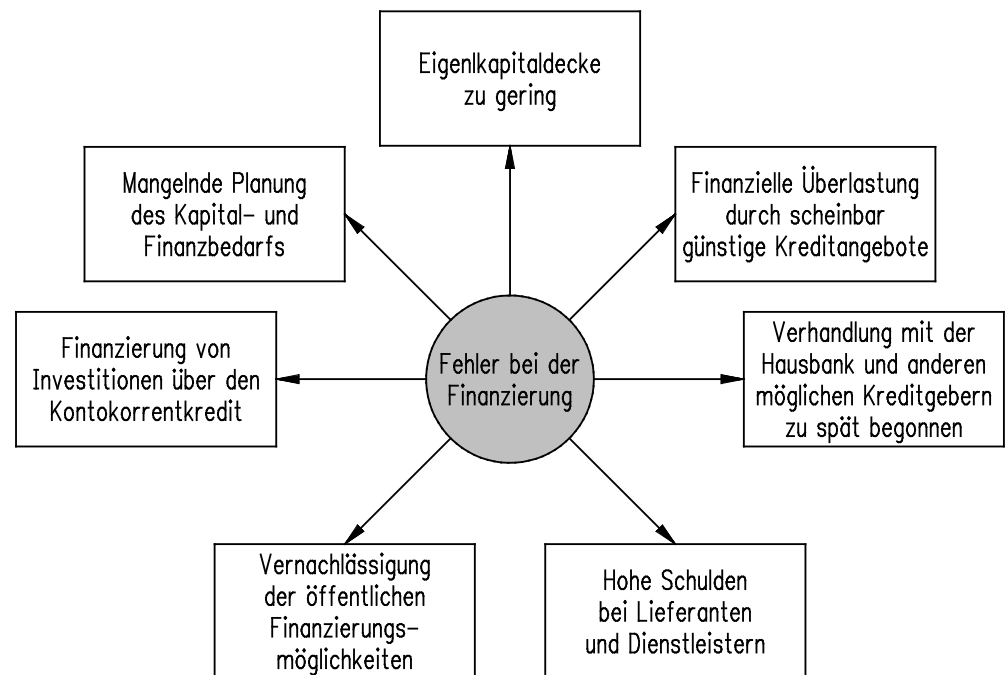 Eigenlkapitaldecke
zu gering
Mangelnde Planung
des Kapital- und
Finanzbedarfs
Finanzielle Überlastung
durch scheinbar
günstige Kreditangebote
Finanzierung von
Investitionen über den
Kontokorrentkredit
Fehler bei der
Finanzierung
Verhandlung mit der
Hausbank und anderen
möglichen Kreditgebern
zu spät begonnen
Vernachlässigung
der öffentlichen
Finanzierungs-
möglichkeiten
Hohe Schulden
bei Lieferanten
und Dienstleistern